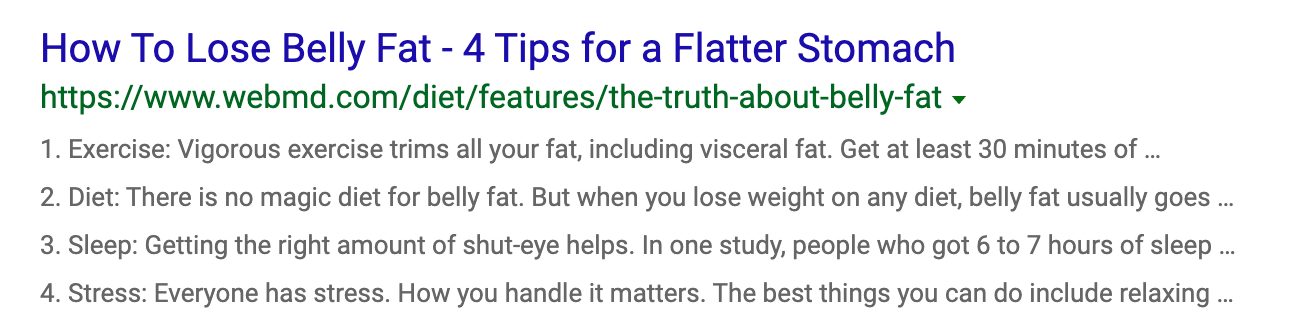 How To Lose Belly Fat - 4 Tips for a Flatter Stomach
https://www.webmd.com/diet/features/the-truth-about-belly-fat
1. Exercise: Vigorous exercise trims all your fat, including visceral fat. Get at least 30 minutes of ...
2. Diet: There is no magic diet for belly fat. But when you lose weight on any diet, belly fat usually goes ...
3. Sleep: Getting the right amount of shut-eye helps. In one study, people who got 6 to 7 hours of sleep ...
4. Stress: Everyone has stress. How you handle it matters. The best things you can do include relaxing ...